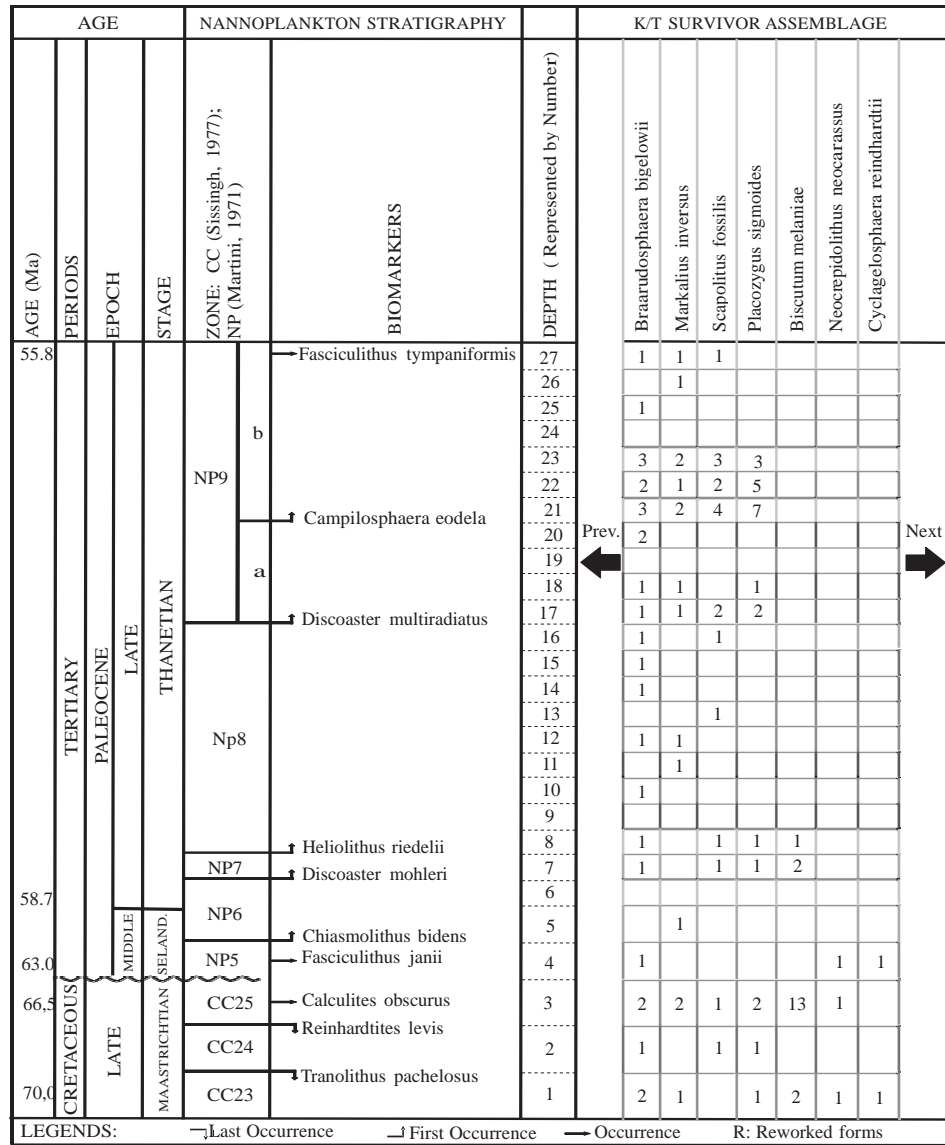 AGE NANNOPLANKTON STRATIGRAPHY K/T SURVIVOR ASSEMBLAGE
AGE (Ma)
PERIODS
EPOCH
STAGE
ZONE: CC (Sissingh, 1977);
NP (Martini, 1971)
BIOMARKERS
DEPTH ( Represented by Number)
Braarudosphaera bigelowii
Markalius inversus
Scapolitus fossilis
Placozygus sigmoides
Biscutum melaniae
Neocrepidolithus neocarassus
Cyclagelosphaera reindhardtii
55.8 Fasciculithus tympaniformis 27 1 1 1
26 1
25 1
b 24
NP9 23 3 2 3 3
22 2 1 2 5
Campilosphaera eodela 21 3 2 4 7
20 Prev. 2 Next
a 19
18 1 1 1
Discoaster multiradiatus 17 1 1 2 2
16 1 1
15 1
14 1
13 1
Np8 12 1 1
11 1
10 1
9
Heliolithus riedelii 8 1 1 1 1
NP7 Discoaster mohleri 7 1 1 1 2
58.7 6
NP6 5 1
Chiasmolithus bidens
63.0 NP5 Fasciculithus janii 4 1 1 1
66,5 CC25 Calculites obscurus 3 2 2 1 2 13 1
Reinhardtites levis
CC24 2 1 1 1
Tranolithus pachelosus
70,0 CC23 1 2 1 1 2 1 1
TERTIARY
CRETACEOUS
PALEOCENE
LATE
MIDDLE
LATE
THANETIAN
SELAND.
MAASTRICHTIAN
LEGENDS: Last Occurrence First Occurrence Occurrence R: Reworked forms